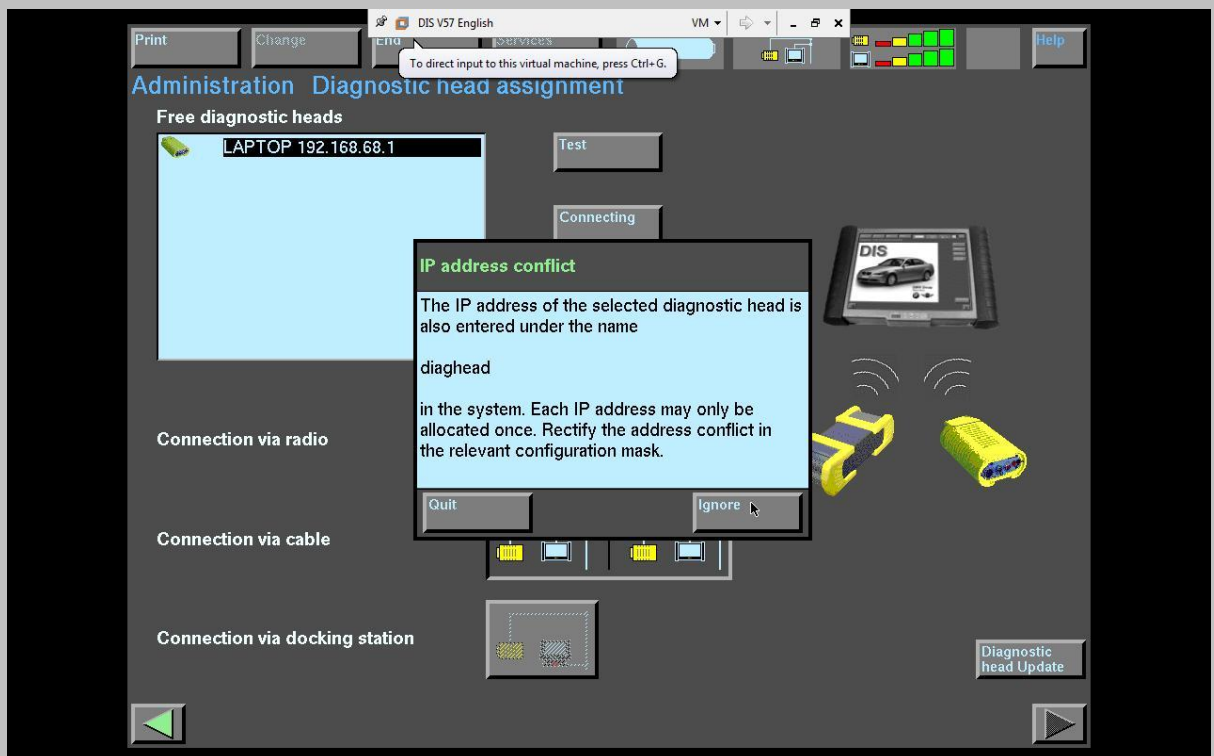 DIS V57 English
VM
Print
Change
End
Services
Help
To direct input to this virtual machine, press Ctrl+G.
Administration Diagnostic head assignment
Free diagnostic heads
LAPTOP 192.168.68.1
Test
Connecting
DIS
IP address conflict
The IP address of the selected diagnostic head is
also entered under the name
diaghead
in the system. Each IP address may only be
allocated once. Rectify the address conflict in
the relevant configuration mask.
Quit
Ignore
Connection via radio
Connection via cable
Connection via docking station
Diagnostic
head Update